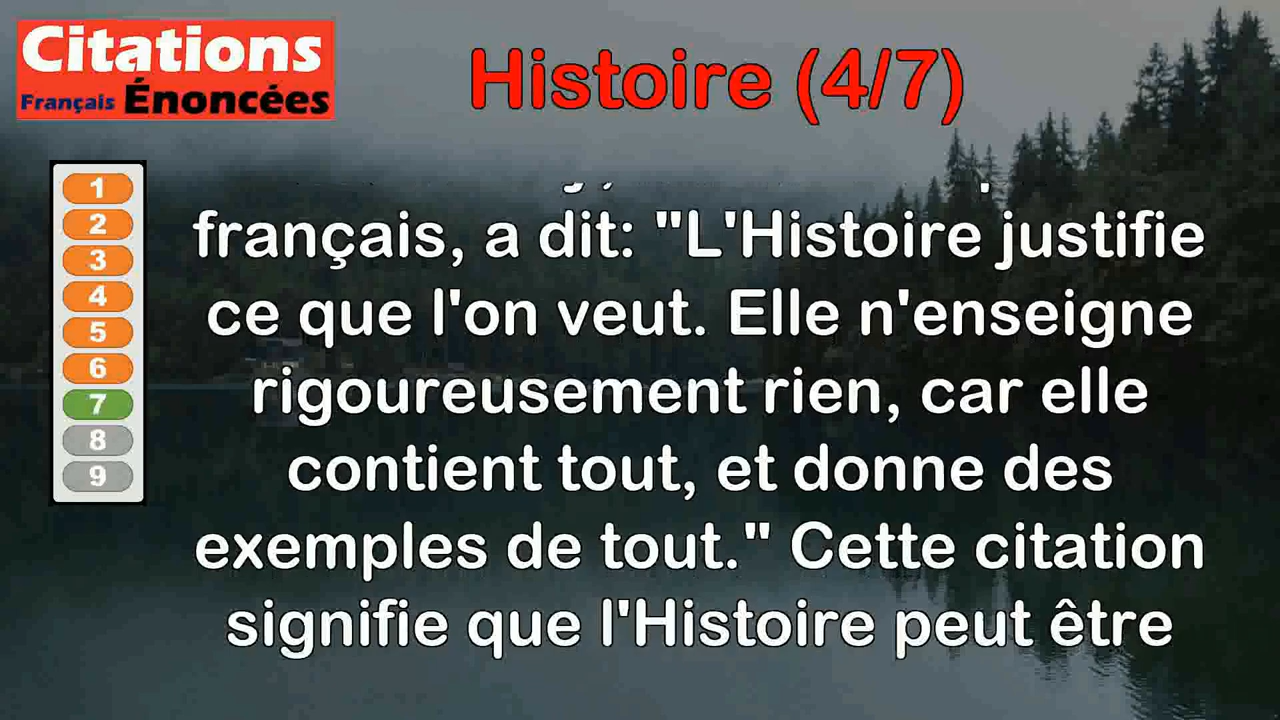 Citations
Français Énoncées
Histoire (4/7)
1
2
3
4
5
6
7
8
9
français, a dit: "L'Histoire justifie
ce que l'on veut. Elle n'enseigne
rigoureusement rien, car elle
contient tout, et donne des
exemples de tout." Cette citation
signifie que l'Histoire peut être